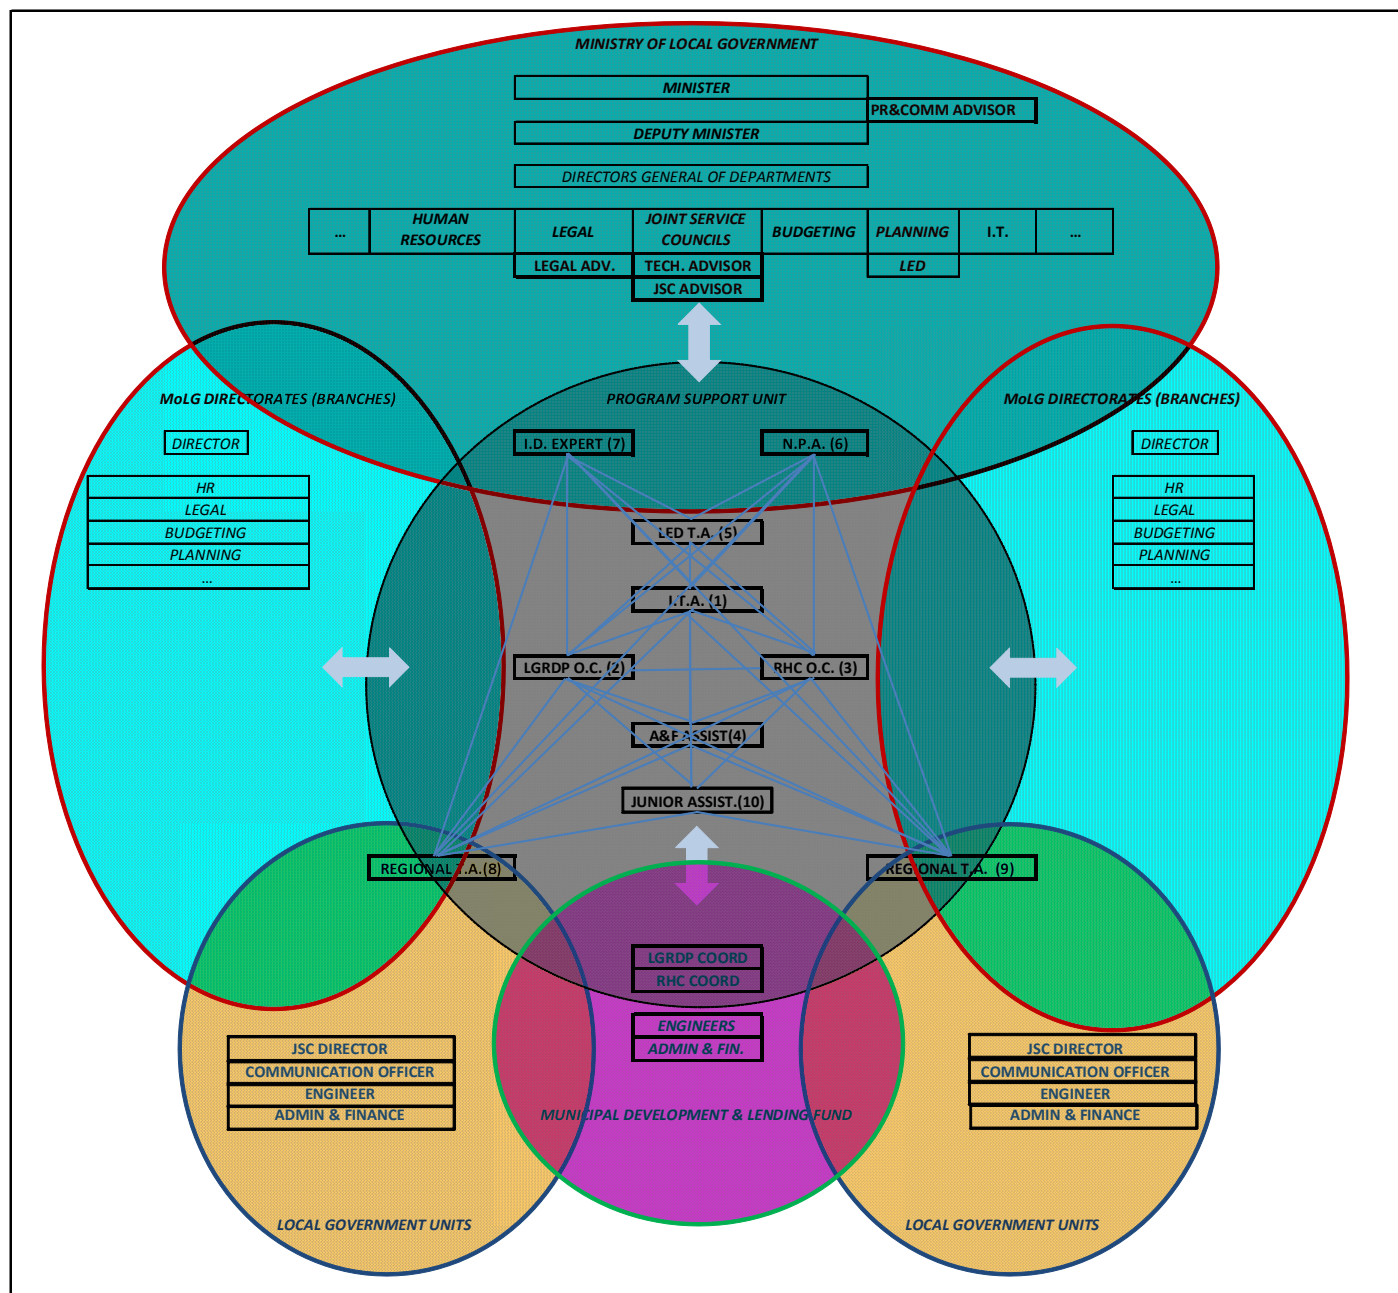 MINISTRY OF LOCAL GOVERNMENT
MINISTER
PR&COMM ADVISOR
DEPUTY MINISTER
DIRECTORS GENERAL OF DEPARTMENTS
...
HUMAN
RESOURCES
LEGAL
JOINT SERVICE
COUNCILS
BUDGETING
PLANNING
I.T.
...
LEGAL ADV.
TECH. ADVISOR
LED
JSC ADVISOR
MoLG DIRECTORATES (BRANCHES)
DIRECTOR
HR
LEGAL
BUDGETING
PLANNING
...
PROGRAM SUPPORT UNIT
I.D. EXPERT (7)
N.P.A. (6)
LED T.A. (5)
I.T.A. (1)
LGRDP O.C. (2)
RHC O.C. (3)
A&F ASSIST(4)
JUNIOR ASSIST.(10)
REGIONAL T.A.(8)
REGIONAL T.A. (9)
MoLG DIRECTORATES (BRANCHES)
DIRECTOR
HR
LEGAL
BUDGETING
PLANNING
...
LGRDP COORD
RHC COORD
ENGINEERS
ADMIN & FIN.
MUNICIPAL DEVELOPMENT & LENDING FUND
JSC DIRECTOR
COMMUNICATION OFFICER
ENGINEER
ADMIN & FINANCE
LOCAL GOVERNMENT UNITS
JSC DIRECTOR
COMMUNICATION OFFICER
ENGINEER
ADMIN & FINANCE
LOCAL GOVERNMENT UNITS